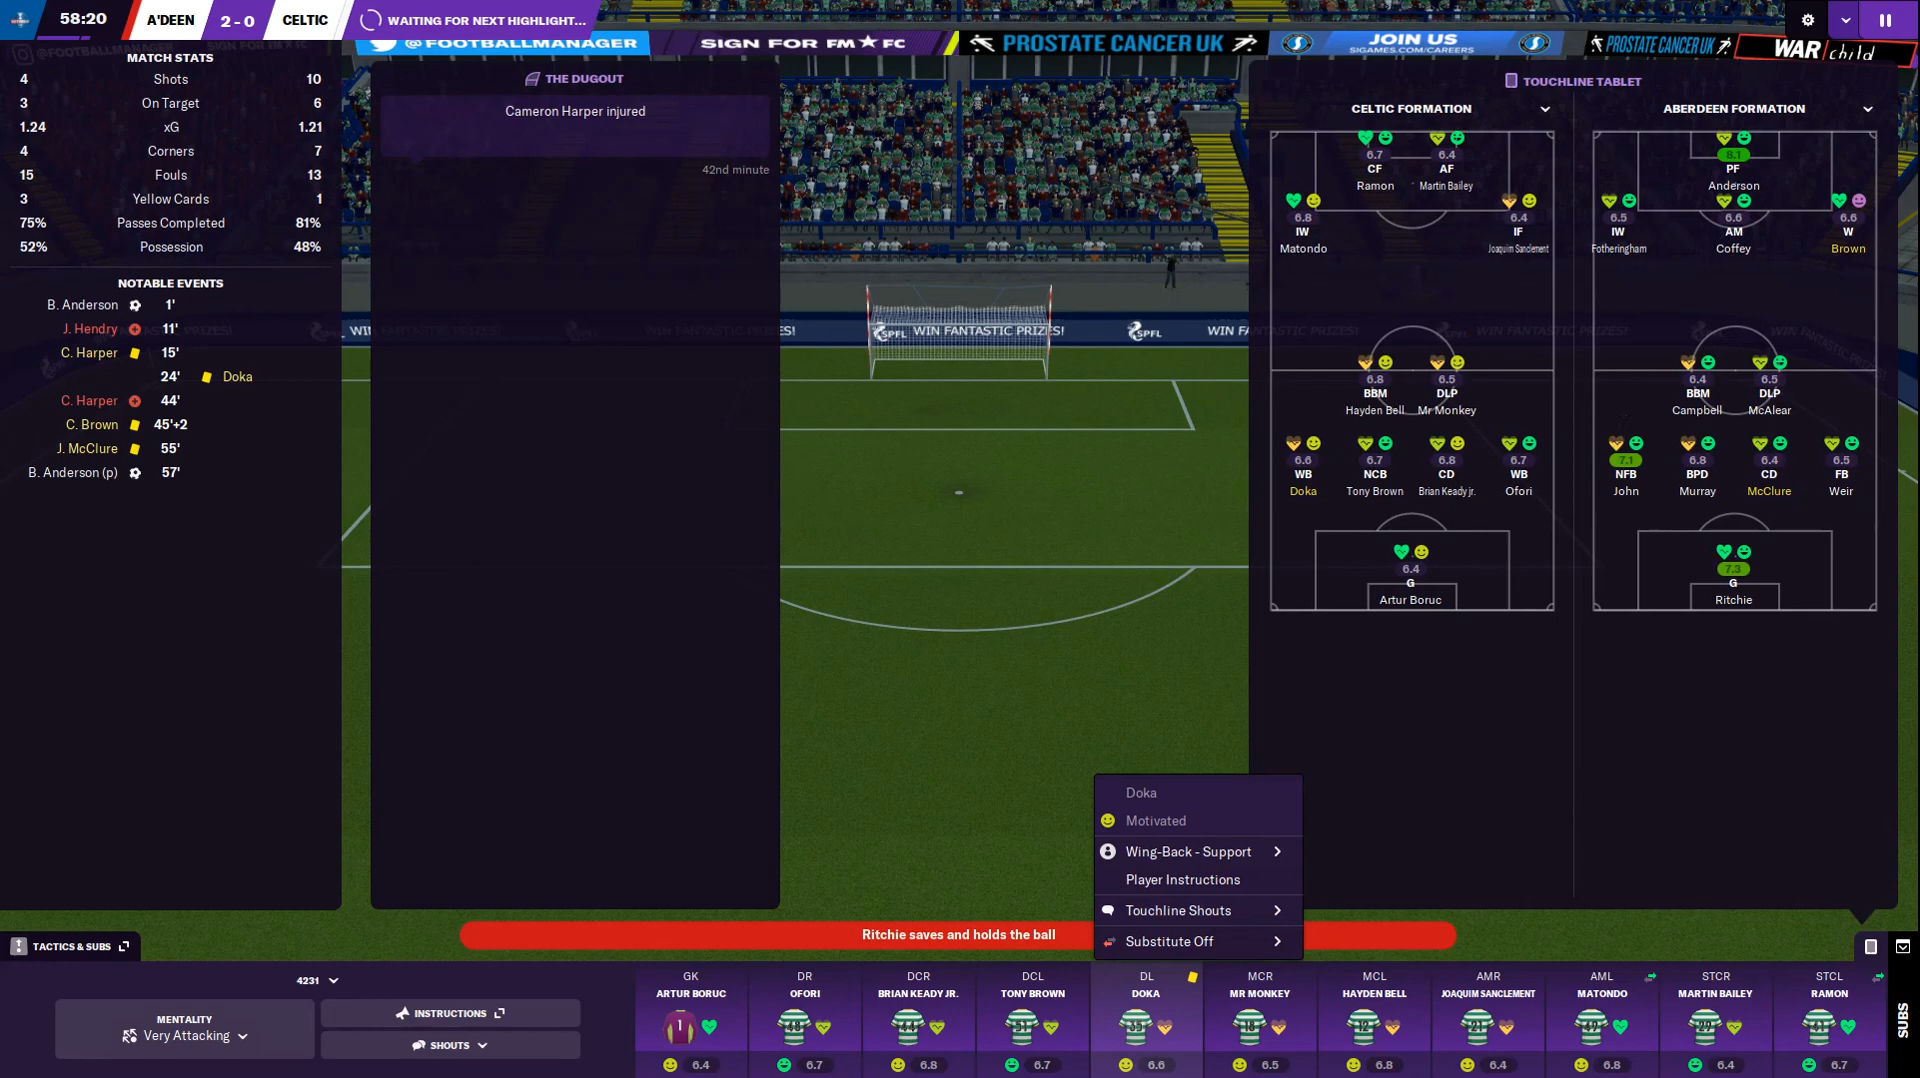 58:20 A'DEEN 2 - 0 CELTIC WAITING FOR NEXT HIGHLIGHT...
@FOOTBALLMANAGER SIGN FOR FM★FC
@FOOTBALLMANAGER SIGN FOR FM★FC PROSTATE CANCER UK JOIN US PROSTATE CANCER UK WAR child
SIGAMES.COM/CAREERS
MATCH STATS
4 Shots 10
3 On Target 6
1.24 xG 1.21
4 Corners 7
15 Fouls 13
3 Yellow Cards 1
75% Passes Completed 81%
52% Possession 48%
NOTABLE EVENTS
B. Anderson 1'
J. Hendry 11'
C. Harper 15'
24' Doka
C. Harper 44'
C. Brown 45'+2
J. McClure 55'
B. Anderson (p) 57'
THE DUGOUT
Cameron Harper injured
42nd minute
SPFL WIN FANTASTIC PRIZES! SPFL
TOUCHLINE TABLET
CELTIC FORMATION
6.7 6.4
CF AF
Ramon Martin Bailey
6.8 6.4
IW IF
Matondo Joaquim Sanclement
6.8 6.5
BBM DLP
Hayden Bell Mr Monkey
6.6 6.7 6.8 6.7
WB NCB CD WB
Doka Tony Brown Brian Keady jr. Ofori
6.4
G
Artur Boruc
ABERDEEN FORMATION
8.1
PF
Anderson
6.5 6.6 6.6
IW AM W
Fotheringham Coffey Brown
6.4 6.5
BBM DLP
Campbell McAlear
7.1 6.8 6.4 6.5
NFB BPD CD FB
John Murray McClure Weir
7.3
G
Ritchie
Doka
Motivated
Wing-Back - Support
Player Instructions
Touchline Shouts
Substitute Off
Ritchie saves and holds the ball
TACTICS & SUBS
4231
MENTALITY
Very Attacking
INSTRUCTIONS
SHOUTS
GK DR DCR DCL DL MCR MCL AMR AML STCR STCL
ARTUR BORUC OFORI BRIAN KEADY JR. TONY BROWN DOKA MR MONKEY HAYDEN BELL JOAQUIM SANCLEMENT MATONDO MARTIN BAILEY RAMON
1 48 44 51 35 18 12 21
6.4 6.7 6.8 6.7 6.6 6.5 6.8 6.4 6.8 6.4 6.7
SUBS